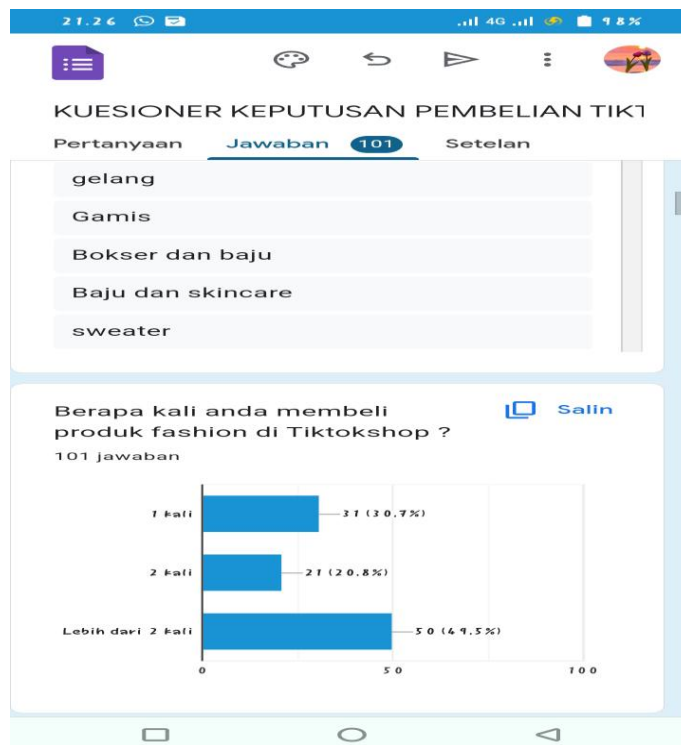 21.26 4G 98%
KUESIONER KEPUTUSAN PEMBELIAN TIKT
Pertanyaan Jawaban 101 Setelan
gelang
Gamis
Bokser dan baju
Baju dan skincare
sweater
Berapa kali anda membeli
produk fashion di Tiktokshop ?
Salin
101 jawaban
1 kali 31 (30.7%)
2 kali 21 (20.8%)
Lebih dari 2 kali 50 (49.5%)
0 50 100